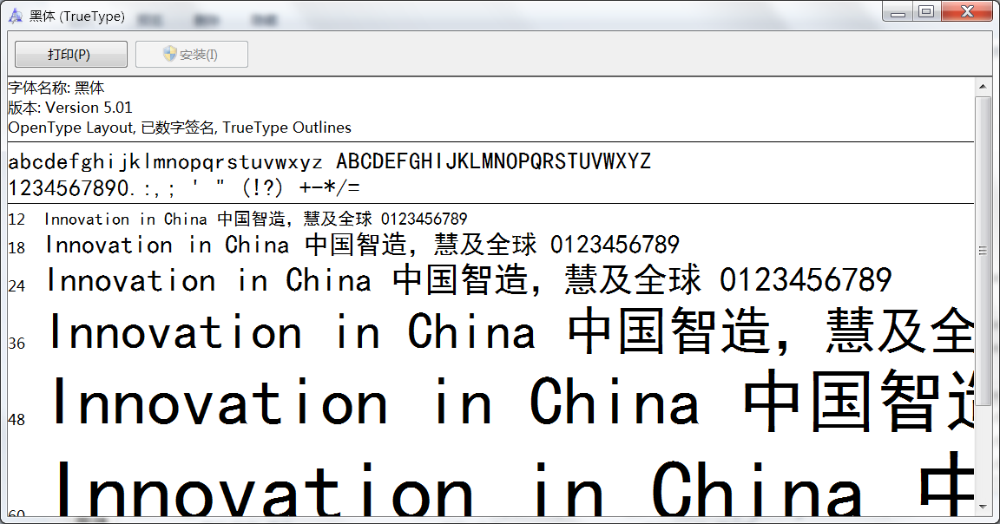 黑体 (TrueType)
打印(P) 安装(I)
字体名称: 黑体
版本: Version 5.01
OpenType Layout, 已数字签名, TrueType Outlines
abcdefghijklmnopqrstuvwxyz ABCDEFGHIJKLMNOPQRSTUVWXYZ
1234567890.:,; ' " (!?) +-*/=
12 Innovation in China 中国智造，慧及全球 0123456789
18 Innovation in China 中国智造，慧及全球 0123456789
24 Innovation in China 中国智造，慧及全球 0123456789
36 Innovation in China 中国智造，慧及全
48 Innovation in China 中国智造
60 Innovation in China 中